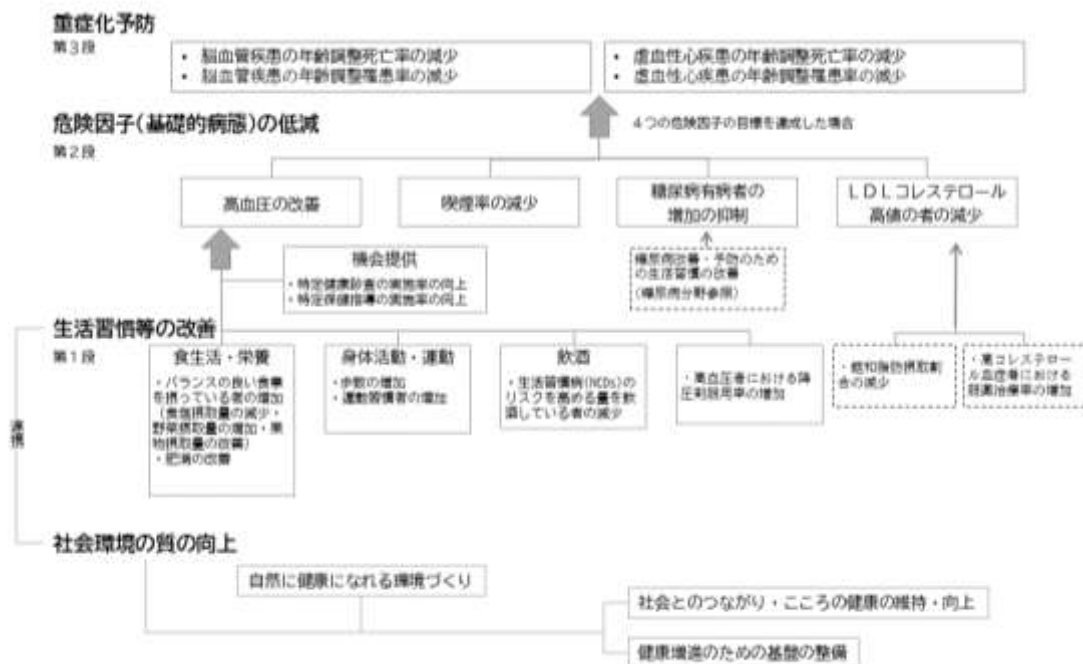 重症化予防
第3段
・ 脳血管疾患の年齢調整死亡率の減少
・ 脳血管疾患の年齢調整罹患率の減少
・ 虚血性心疾患の年齢調整死亡率の減少
・ 虚血性心疾患の年齢調整罹患率の減少
危険因子(基礎的病態)の低減
4つの危険因子の目標を達成した場合
第2段
高血圧の改善
喫煙率の減少
糖尿病有病者の
増加の抑制
LDLコレステロール
高値の者の減少
機会提供
・特定健康診査の実施率の向上
・特定保健指導の実施率の向上
糖尿病改善・予防のため
の生活習慣の改善
(糖尿病分野参照)
生活習慣等の改善
第1段
食生活・栄養
・バランスの良い食事
を摂っている者の増加
(食塩摂取量の減少・
野菜摂取量の増加・果
物摂取量の改善)
・肥満の改善
身体活動・運動
・歩数の増加
・運動習慣者の増加
飲酒
・生活習慣病(NCDs)の
リスクを高める量を飲
酒している者の減少
・高血圧者における降
圧剤服用率の増加
・飽和脂肪摂取割
合の減少
・高コレステロー
ル血症者における
服薬治療率の増加
連携
社会環境の質の向上
自然に健康になれる環境づくり
社会とのつながり・こころの健康の維持・向上
健康増進のための基盤の整備